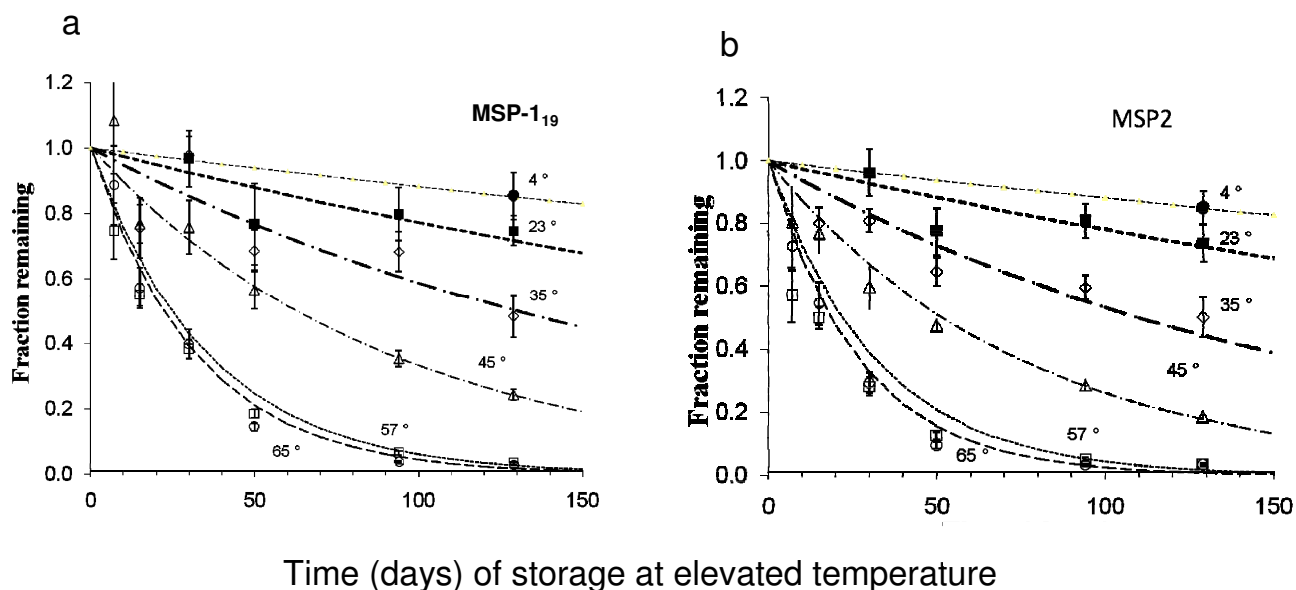 a
MSP-1₁₉
Fraction remaining
1.2
1.0
0.8
0.6
0.4
0.2
0.0
0 50 100 150
4 °
23 °
35 °
45 °
57 °
65 °
b
MSP2
Fraction remaining
1.2
1.0
0.8
0.6
0.4
0.2
0.0
0 50 100 150
4 °
23 °
35 °
45 °
57 °
65 °
Time (days) of storage at elevated temperature